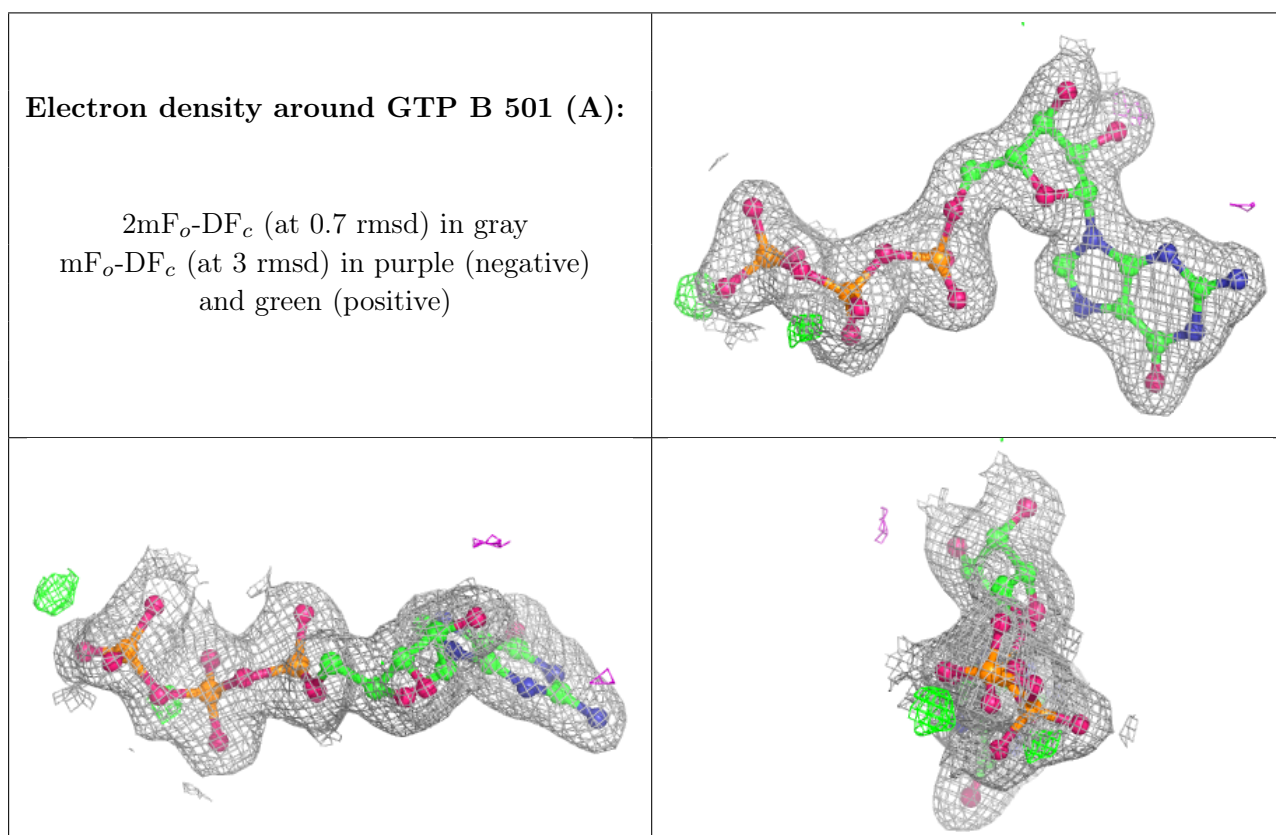 Electron density around GTP B 501 (A):
2mFo-DFc (at 0.7 rmsd) in gray
mFo-DFc (at 3 rmsd) in purple (negative)
and green (positive)